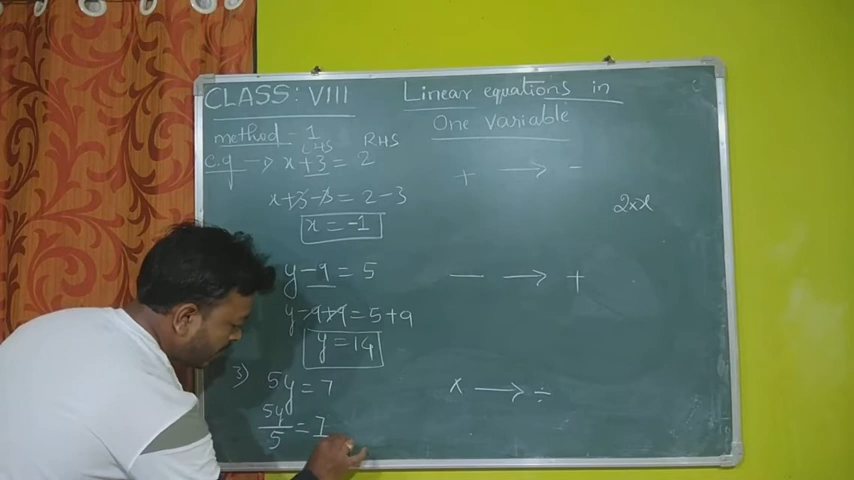 CLASS: VIII
Linear equations in
One Variable
method - 1
LHS RHS
e.g → x + 3 = 2
x + 3 - 3 = 2 - 3
x = -1
+ → -
2×x
y - 9 = 5
y - 9 + 9 = 5 + 9
y = 14
— → +
3) 5y = 7
5y/5 = 7
× → ÷